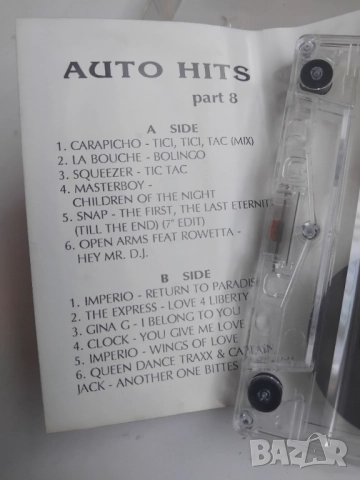 AUTO HITS
part 8
A SIDE
1. CARAPICHO - TICI, TICI, TAC (MIX)
2. LA BOUCHE - BOLINGO
3. SQUEEZER - TIC TAC
4. MASTERBOY -
CHILDREN OF THE NIGHT
5. SNAP - THE FIRST, THE LAST ETERNITY
(TILL THE END) (7" EDIT)
6. OPEN ARMS FEAT ROWETTA -
HEY MR. D.J.
B SIDE
1. IMPERIO - RETURN TO PARADISE
2. THE EXPRESS - LOVE 4 LIBERTY
3. GINA G - I BELONG TO YOU
4. CLOCK - YOU GIVE ME LOVE
5. IMPERIO - WINGS OF LOVE
6. QUEEN DANCE TRAXX & CAPTAIN
JACK - ANOTHER ONE BITTES
BAZAR
bg